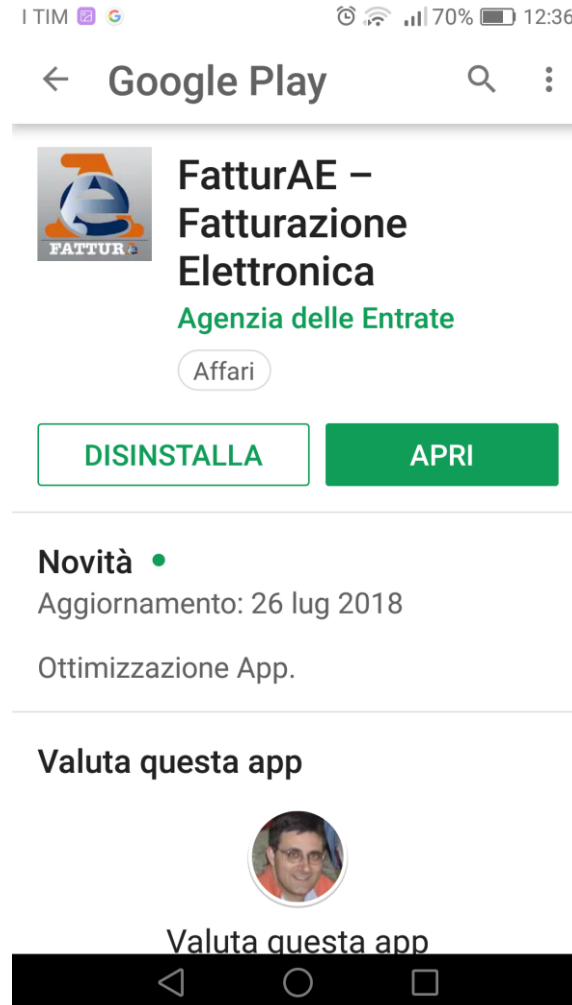 I TIM 70% 12:36
Google Play
FatturAE –
Fatturazione
Elettronica
Agenzia delle Entrate
Affari
FATTUR
DISINSTALLA APRI
Novità
Aggiornamento: 26 lug 2018
Ottimizzazione App.
Valuta questa app
Valuta questa app